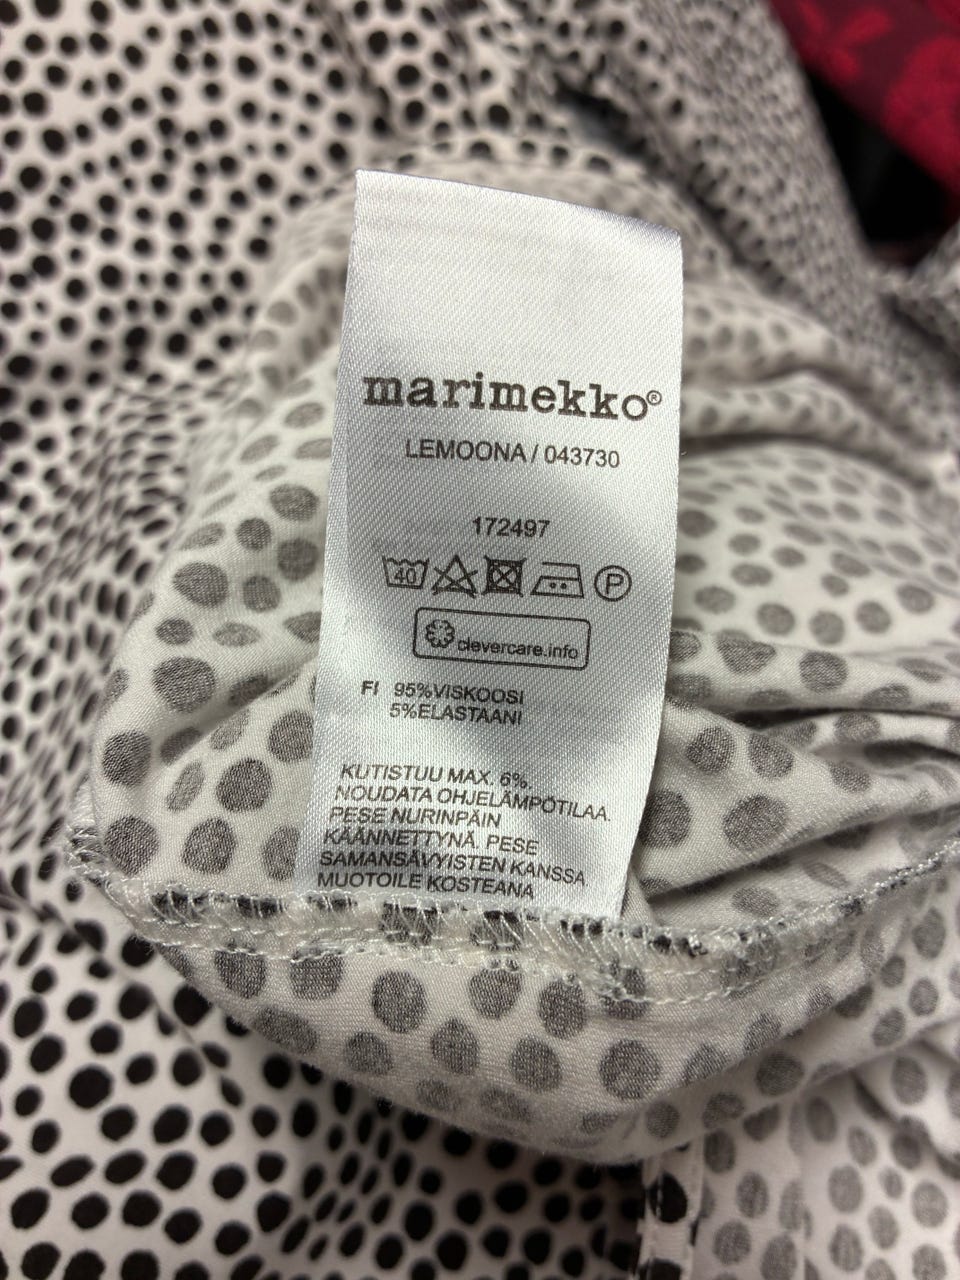 marimekko®
LEMOONA / 043730
172497
40 P
clevercare.info
FI 95%VISKOOSI
5%ELASTAANI
KUTISTUU MAX. 6%.
NOUDATA OHJELÄMPÖTILAA.
PESE NURINPÄIN
KÄÄNNETTYNÄ. PESE
SAMANSÄVYISTEN KANSSA
MUOTOILE KOSTEANA